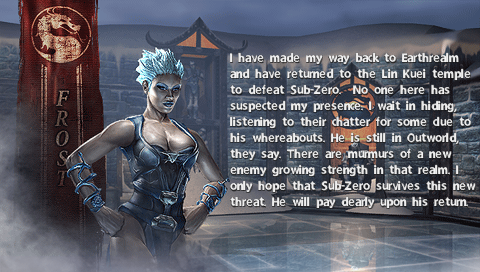 FROST
I have made my way back to Earthrealm
and have returned to the Lin Kuei temple
to defeat Sub-Zero. No one here has
suspected my presence. I wait in hiding,
listening to their chatter for some due to
his whereabouts. He is still in Outworld,
they say. There are murmurs of a new
enemy growing strength in that realm. I
only hope that Sub-Zero survives this new
threat. He will pay dearly upon his return.